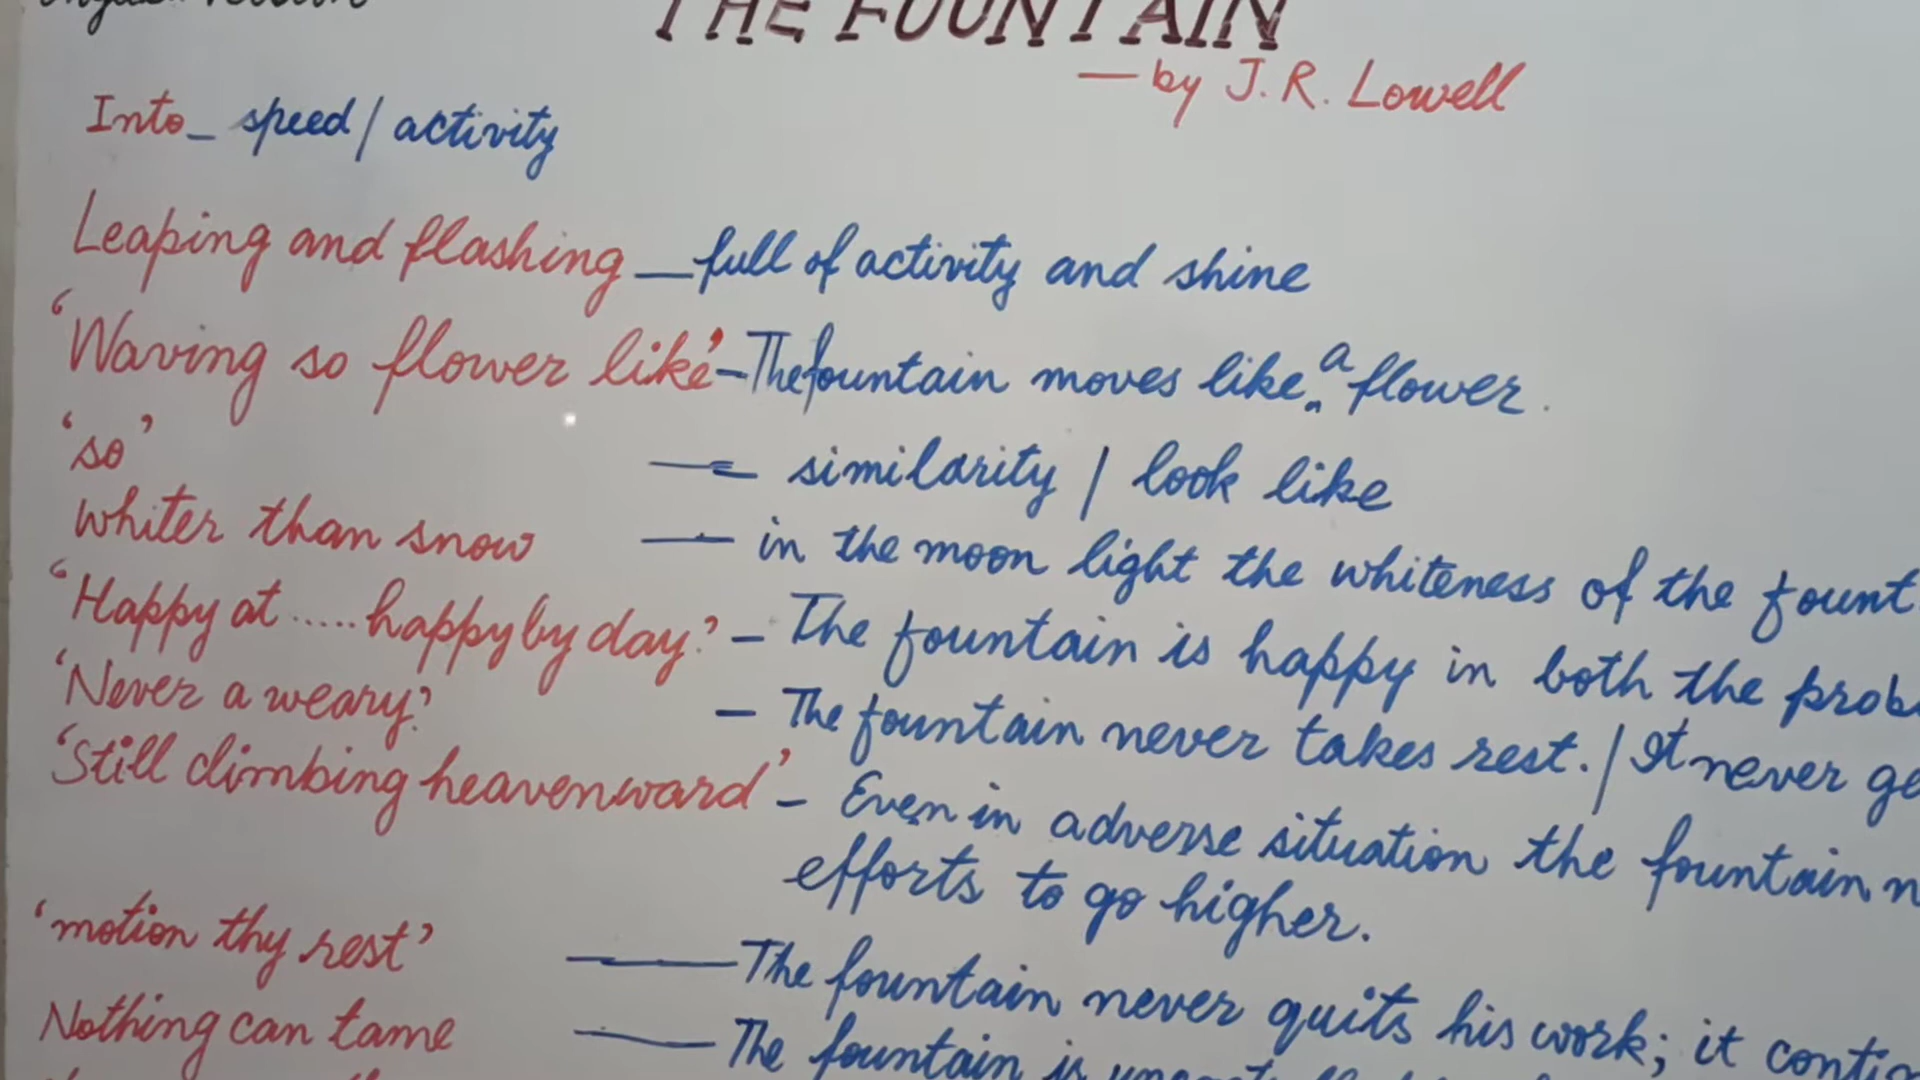 THE FOUNTAIN
—by J. R. Lowell
Into_ speed / activity
Leaping and flashing — full of activity and shine
'Waving so flower like' - The fountain moves like a flower.
'so' — similarity / look like
whiter than snow — in the moon light the whiteness of the fount
'Happy at ..... happy by day.' - The fountain is happy in both the prob
'Never a weary.' - The fountain never takes rest. / It never ge
'Still climbing heavenward' - Even in adverse situation the fountain n
efforts to go higher.
'motion thy rest' — The fountain never quits his work; it conti
Nothing can tame — The fountain is